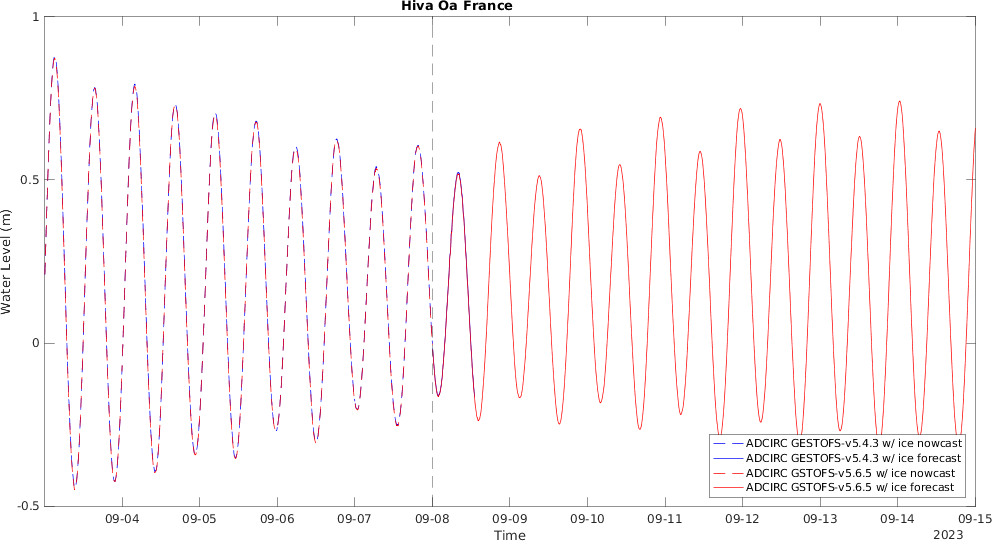 Hiva Oa France
1
0.5
0
-0.5
Water Level (m)
ADCIRC GESTOFS-v5.4.3 w/ ice nowcast
ADCIRC GESTOFS-v5.4.3 w/ ice forecast
ADCIRC GSTOFS-v5.6.5 w/ ice nowcast
ADCIRC GSTOFS-v5.6.5 w/ ice forecast
09-04 09-05 09-06 09-07 09-08 09-09 09-10 09-11 09-12 09-13 09-14 09-15
Time
2023